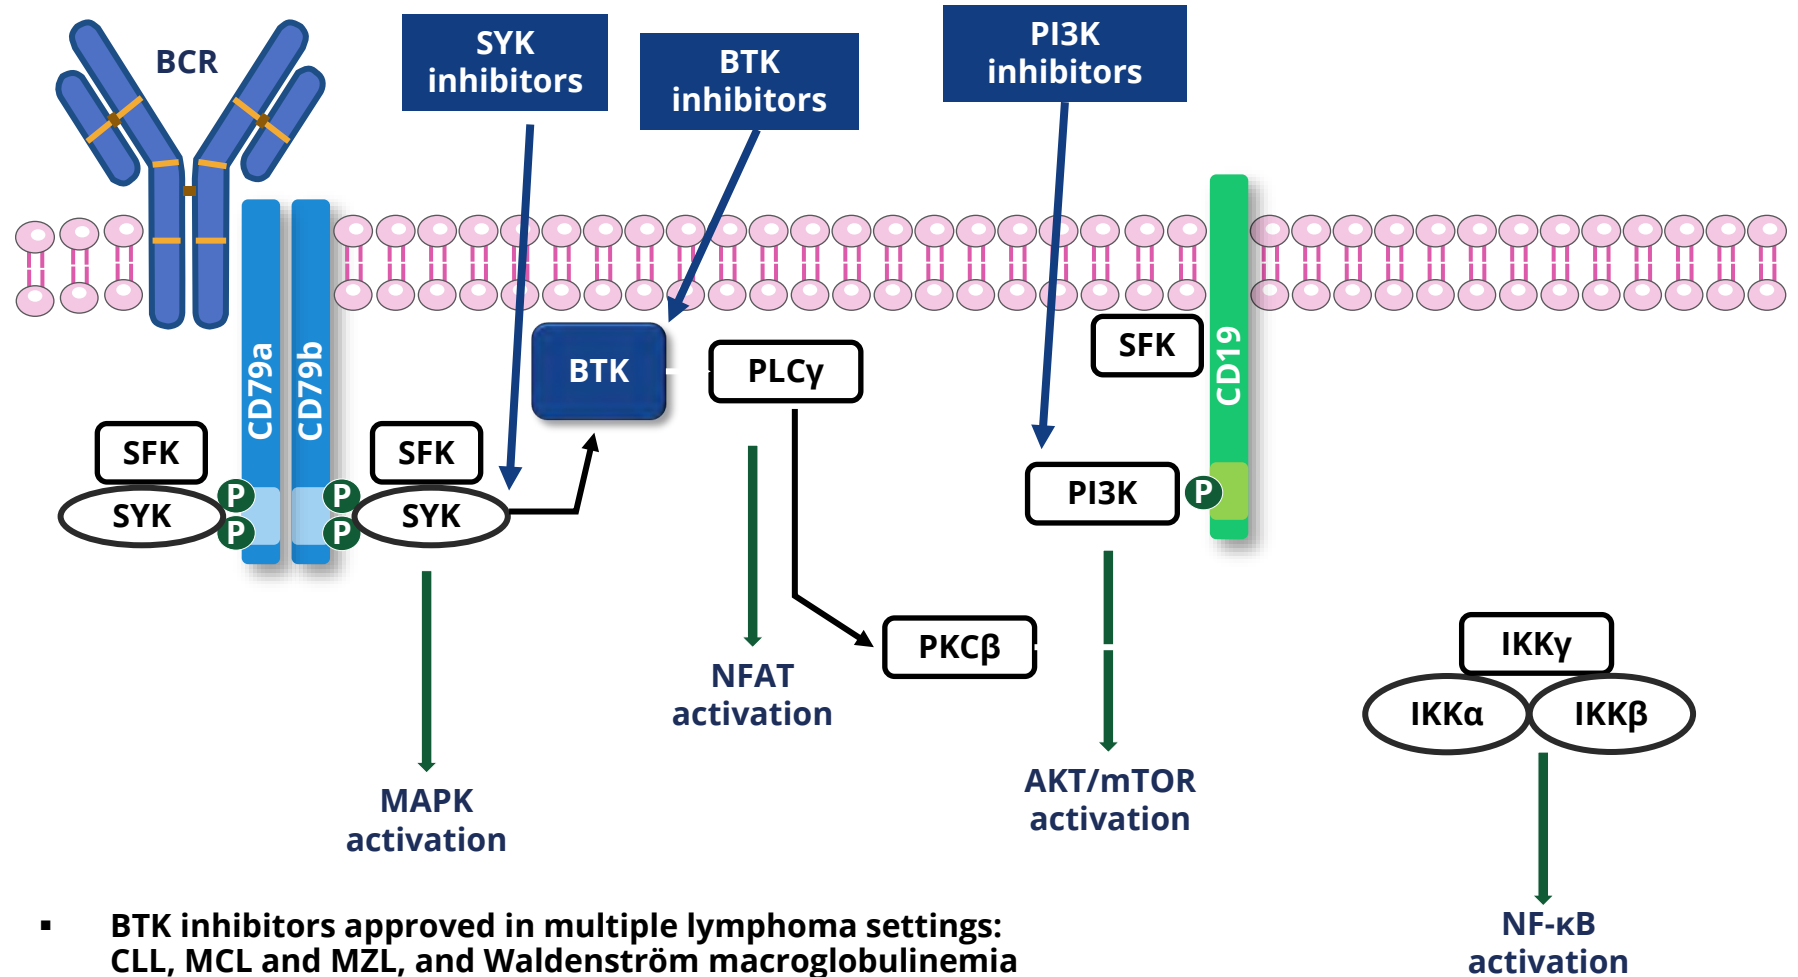 BCR
SYK
inhibitors
BTK
inhibitors
PI3K
inhibitors
CD79a
CD79b
CD19
SFK
BTK
PLCγ
SFK
SFK
SYK
P
P
P
P
SYK
PI3K
P
PKCβ
NFAT
activation
IKKγ
IKKα
IKKβ
MAPK
activation
AKT/mTOR
activation
NF-κB
activation
▪ BTK inhibitors approved in multiple lymphoma settings:
CLL, MCL and MZL, and Waldenström macroglobulinemia